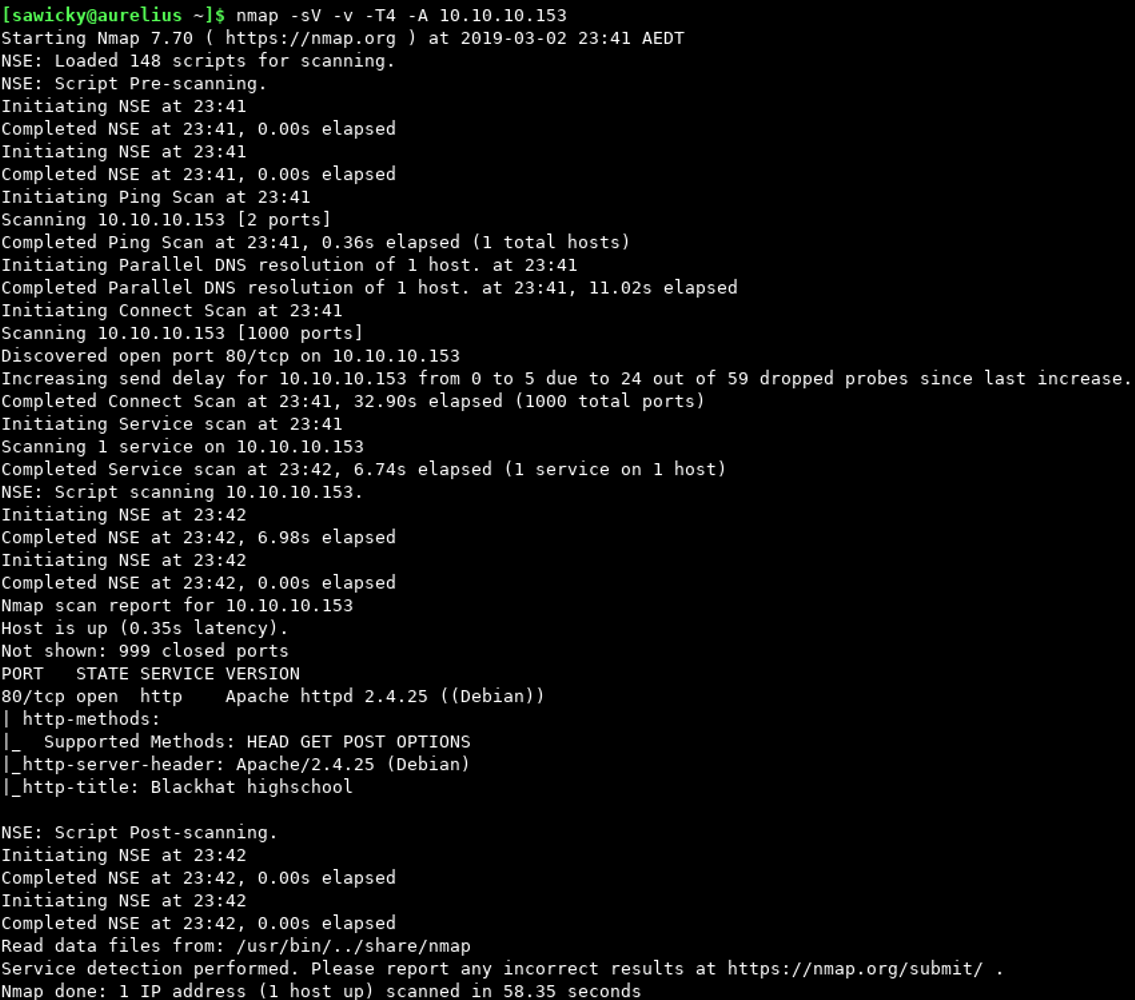 [sawicky@aurelius ~]$ nmap -sV -v -T4 -A 10.10.10.153
Starting Nmap 7.70 ( https://nmap.org ) at 2019-03-02 23:41 AEDT
NSE: Loaded 148 scripts for scanning.
NSE: Script Pre-scanning.
Initiating NSE at 23:41
Completed NSE at 23:41, 0.00s elapsed
Initiating NSE at 23:41
Completed NSE at 23:41, 0.00s elapsed
Initiating Ping Scan at 23:41
Scanning 10.10.10.153 [2 ports]
Completed Ping Scan at 23:41, 0.36s elapsed (1 total hosts)
Initiating Parallel DNS resolution of 1 host. at 23:41
Completed Parallel DNS resolution of 1 host. at 23:41, 11.02s elapsed
Initiating Connect Scan at 23:41
Scanning 10.10.10.153 [1000 ports]
Discovered open port 80/tcp on 10.10.10.153
Increasing send delay for 10.10.10.153 from 0 to 5 due to 24 out of 59 dropped probes since last increase.
Completed Connect Scan at 23:41, 32.90s elapsed (1000 total ports)
Initiating Service scan at 23:41
Scanning 1 service on 10.10.10.153
Completed Service scan at 23:42, 6.74s elapsed (1 service on 1 host)
NSE: Script scanning 10.10.10.153.
Initiating NSE at 23:42
Completed NSE at 23:42, 6.98s elapsed
Initiating NSE at 23:42
Completed NSE at 23:42, 0.00s elapsed
Nmap scan report for 10.10.10.153
Host is up (0.35s latency).
Not shown: 999 closed ports
PORT   STATE SERVICE VERSION
80/tcp open  http    Apache httpd 2.4.25 ((Debian))
| http-methods:
|_  Supported Methods: HEAD GET POST OPTIONS
|_http-server-header: Apache/2.4.25 (Debian)
|_http-title: Blackhat highschool
NSE: Script Post-scanning.
Initiating NSE at 23:42
Completed NSE at 23:42, 0.00s elapsed
Initiating NSE at 23:42
Completed NSE at 23:42, 0.00s elapsed
Read data files from: /usr/bin/../share/nmap
Service detection performed. Please report any incorrect results at https://nmap.org/submit/ .
Nmap done: 1 IP address (1 host up) scanned in 58.35 seconds